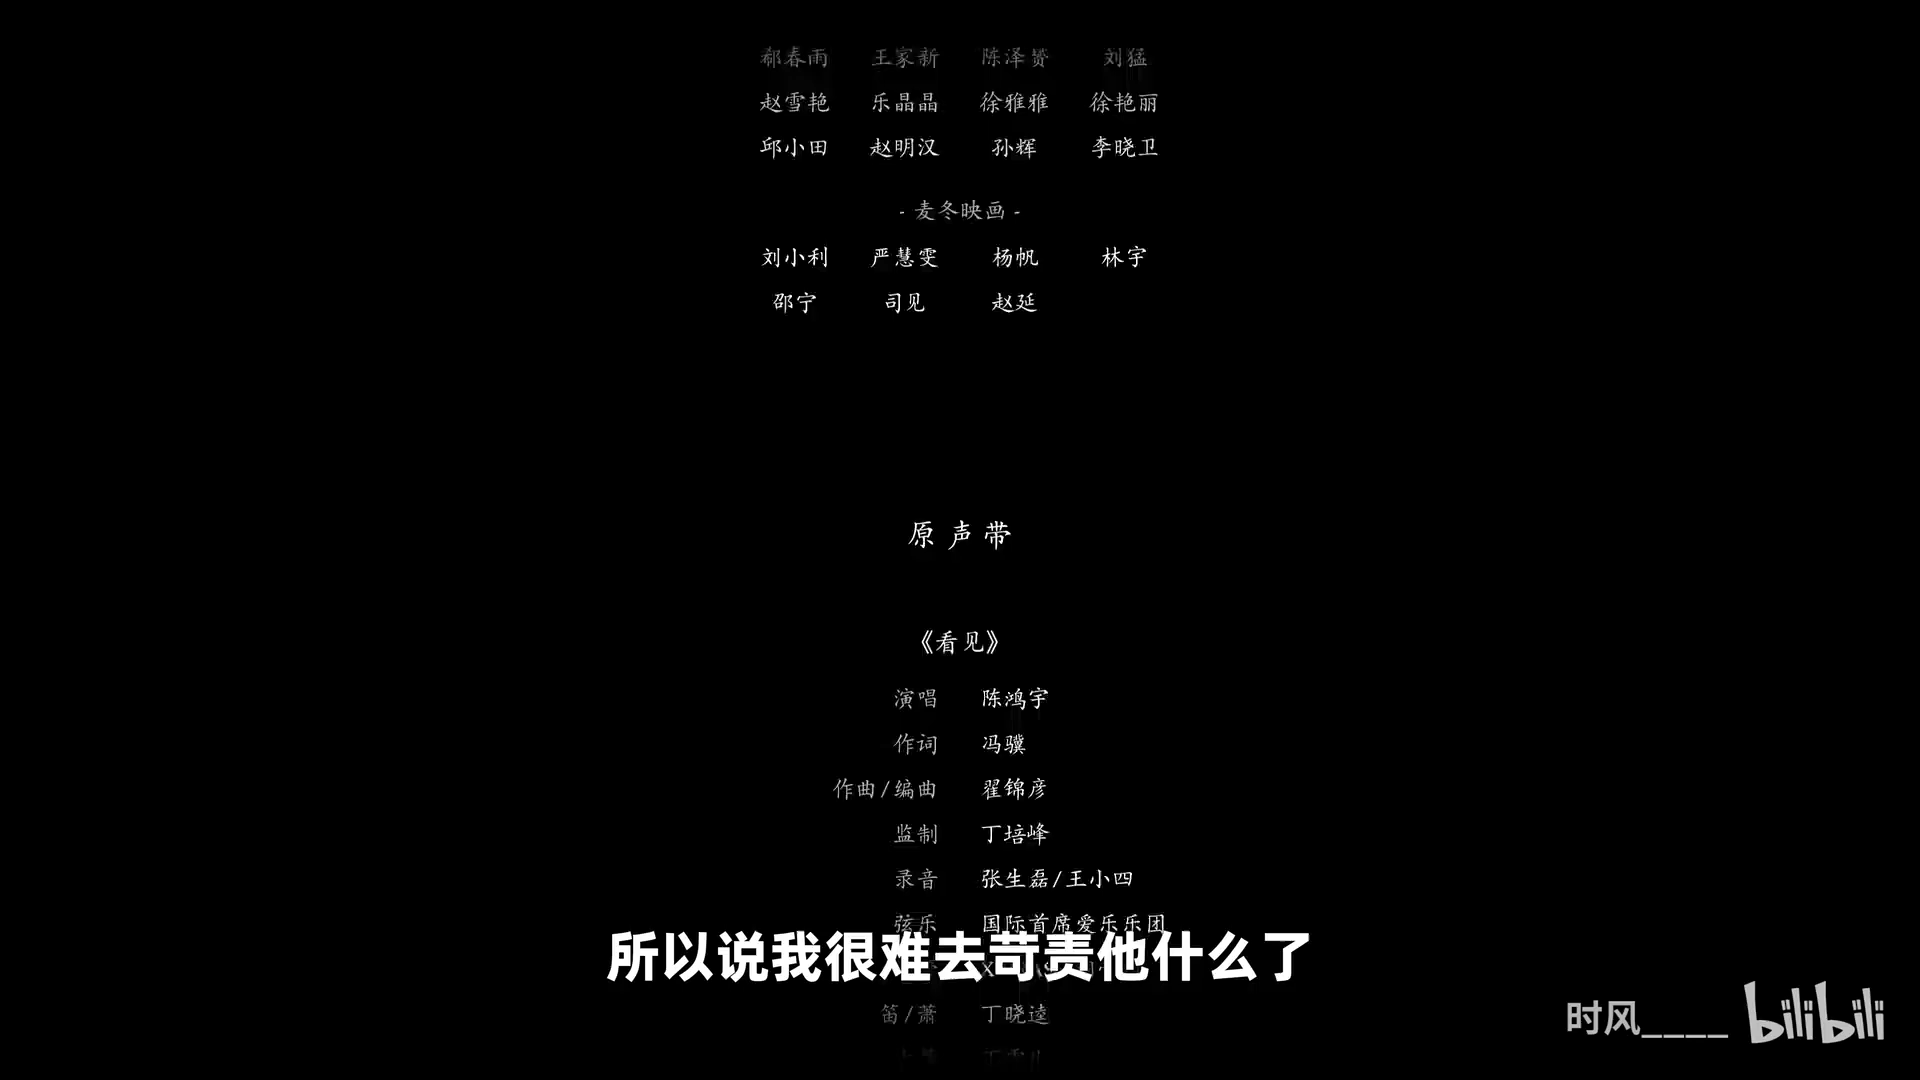 郗春雨 王家新 陈泽赟 刘猛
赵雪艳 乐晶晶 徐雅雅 徐艳丽
邱小田 赵明汉 孙辉 李晓卫
- 麦冬映画 -
刘小利 严慧雯 杨帆 林宇
邵宁 司见 赵延
原声带
《看见》
演唱 陈鸿宇
作词 冯骥
作曲/编曲 翟锦彦
监制 丁培峰
录音 张生磊/王小四
弦乐 国际首席爱乐乐团
所以说我很难去苛责他什么了
笛/萧 丁晓逵
时风____ bilibili